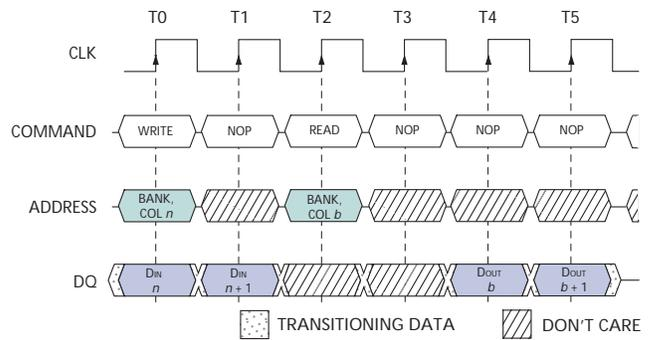 T0 T1 T2 T3 T4 T5
CLK
COMMAND WRITE NOP READ NOP NOP NOP
ADDRESS BANK, COL n BANK, COL b
DQ DIN n DIN n + 1 DOUT b DOUT b + 1
TRANSITIONING DATA DON'T CARE